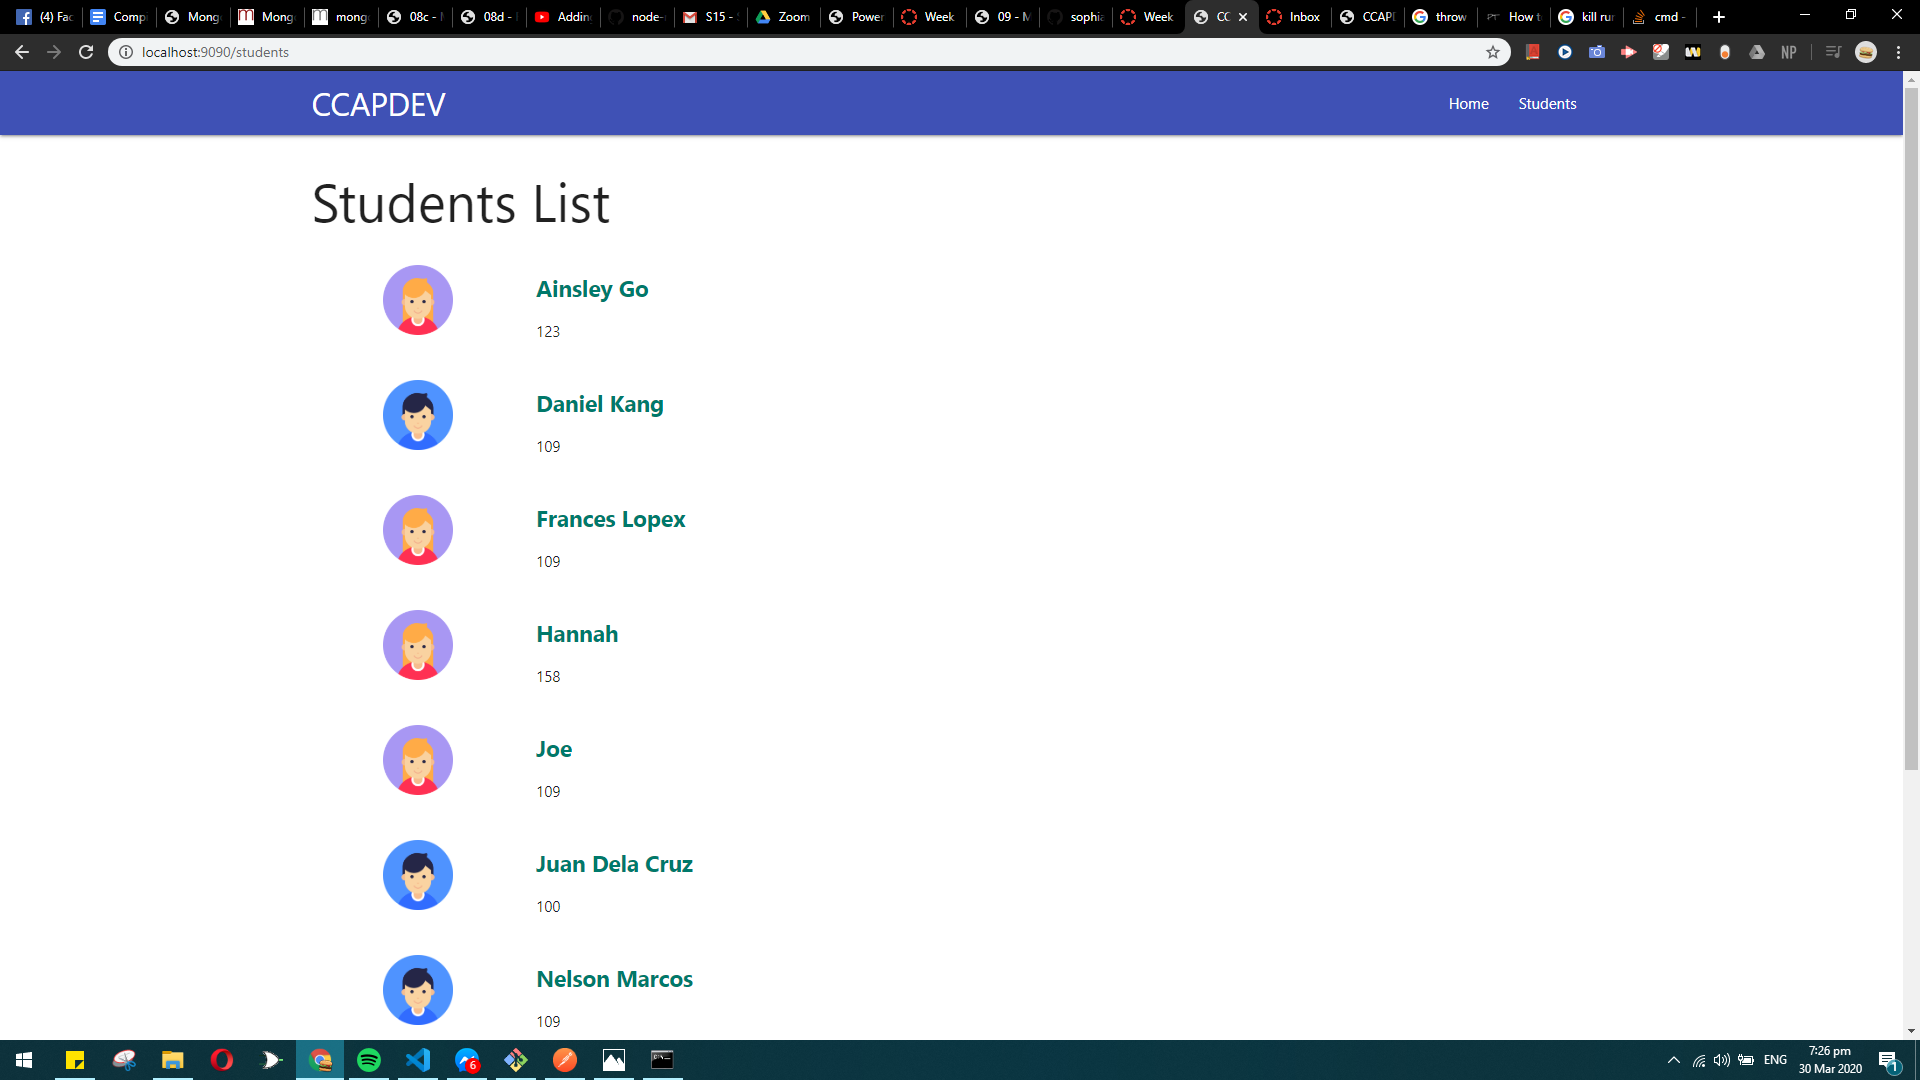 (4) Fac
Comp
Mong
Mong
mong
08c - M
08d -
Adding
node-
S15 -
Zoom
Power
Week
09 - M
sophia
Week
CC
Inbox
CCAPD
throw
How t
kill rur
cmd -
localhost:9090/students
NP
CCAPDEV
Home
Students
Students List
Ainsley Go
123
Daniel Kang
109
Frances Lopex
109
Hannah
158
Joe
109
Juan Dela Cruz
100
Nelson Marcos
109
6
ENG
7:26 pm
30 Mar 2020
1